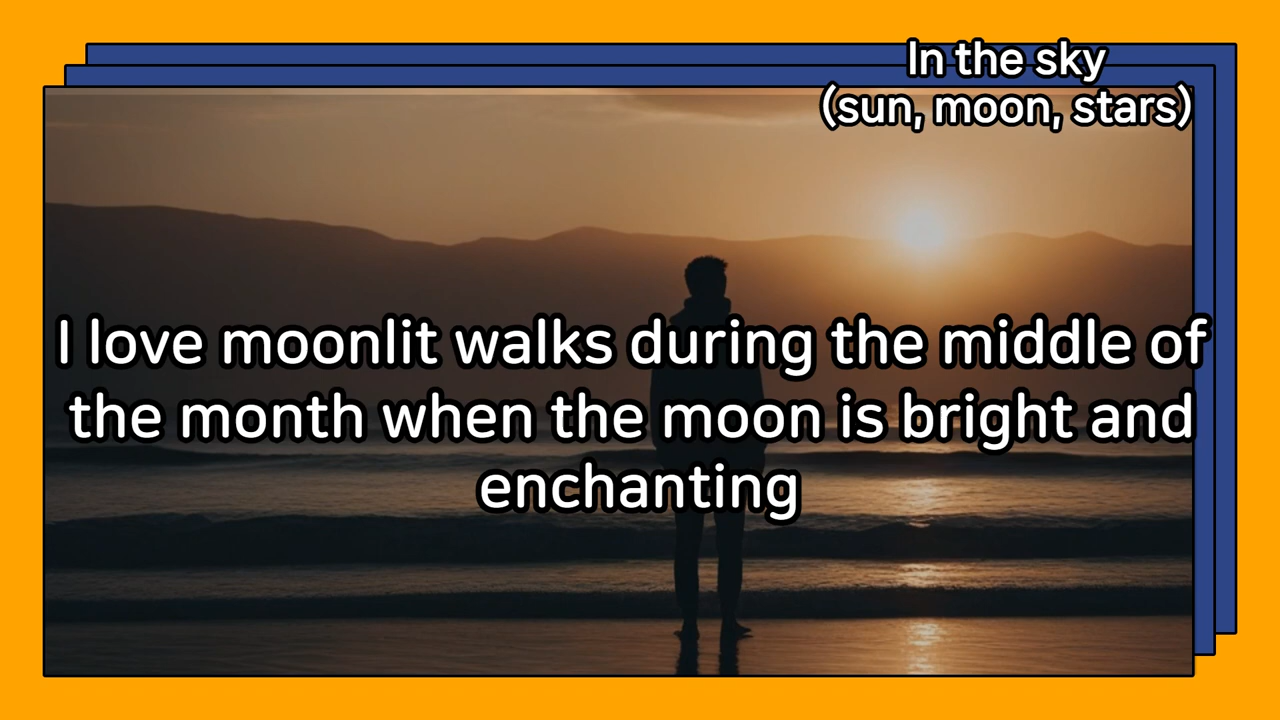 In the sky
(sun, moon, stars)
I love moonlit walks during the middle of
the month when the moon is bright and
enchanting